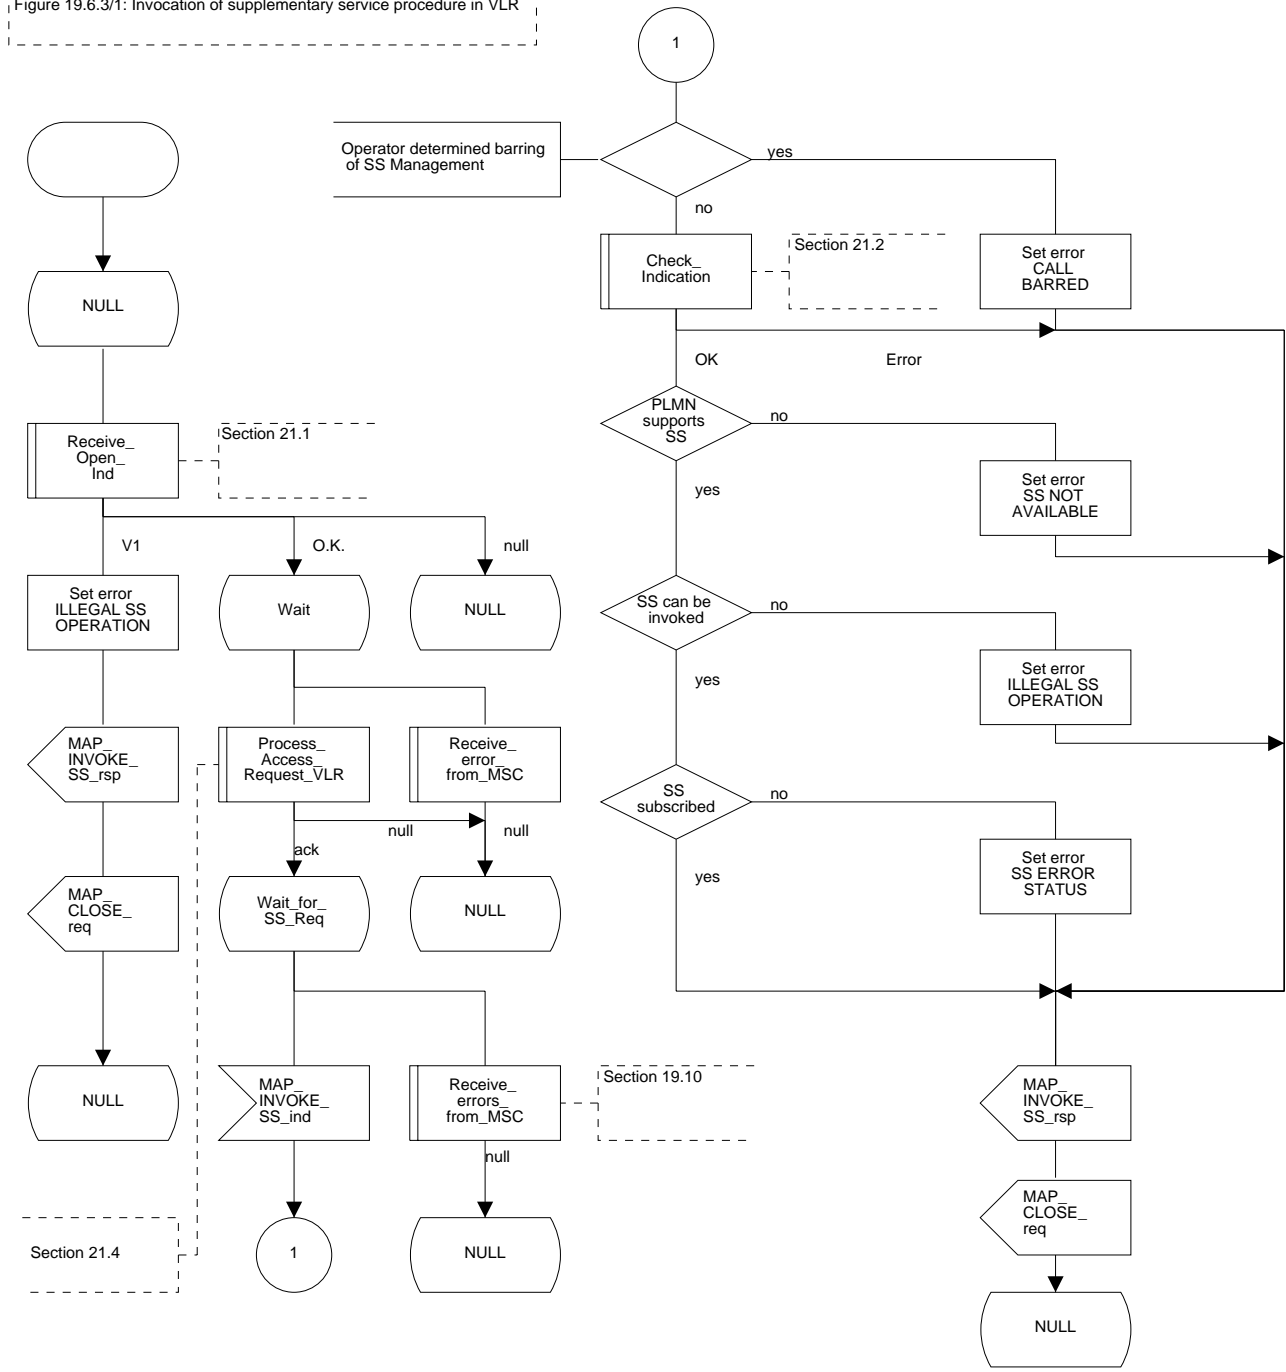 Figure 19.6.3/1: Invocation of supplementary service procedure in VLR
1
Operator determined barring
of SS Management
yes
no
Check_
Indication
Section 21.2
Set error
CALL
BARRED
NULL
OK
Error
PLMN
supports
SS
no
Receive_
Open_
Ind
Section 21.1
yes
Set error
SS NOT
AVAILABLE
V1
O.K.
null
Set error
ILLEGAL SS
OPERATION
Wait
NULL
SS can be
invoked
no
yes
Set error
ILLEGAL SS
OPERATION
MAP_
INVOKE_
SS_rsp
Process_
Access_
Request_VLR
Receive_
error_
from_MSC
SS
subscribed
no
null
null
ack
yes
Set error
SS ERROR
STATUS
MAP_
CLOSE_
req
Wait_for_
SS_Req
NULL
NULL
MAP_
INVOKE_
SS_ind
Receive_
errors_
from_MSC
Section 19.10
MAP_
INVOKE_
SS_rsp
null
Section 21.4
1
NULL
MAP_
CLOSE_
req
NULL